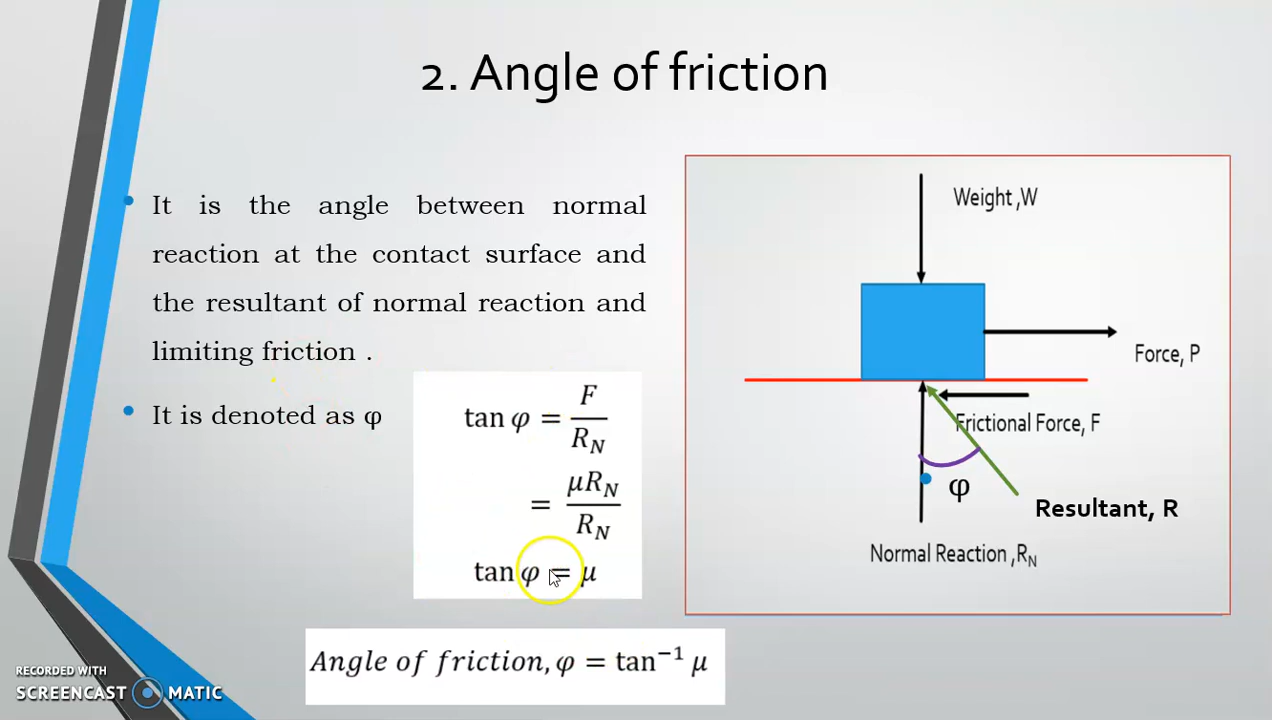 2. Angle of friction
• It is the angle between normal
reaction at the contact surface and
the resultant of normal reaction and
limiting friction .
• It is denoted as φ
tan φ = F/R_N
= μR_N/R_N
tan φ = μ
Angle of friction, φ = tan⁻¹ μ
Weight ,W
Force, P
Frictional Force, F
φ
Resultant, R
Normal Reaction ,R_N
RECORDED WITH
SCREENCAST MATIC